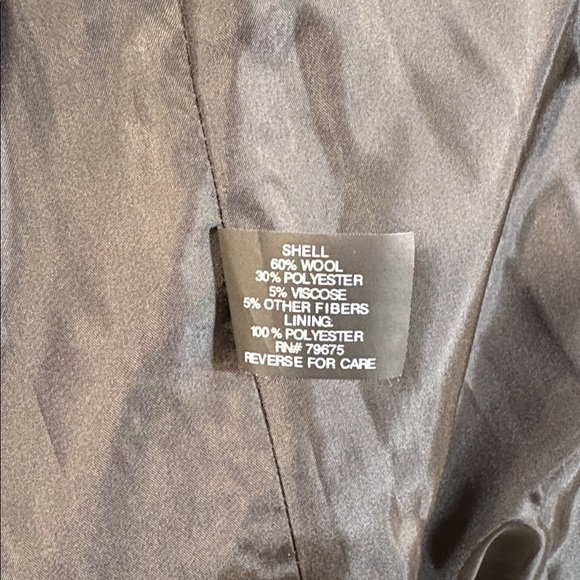 SHELL
60% WOOL
30% POLYESTER
5% VISCOSE
5% OTHER FIBERS
LINING:
100% POLYESTER
RN# 79675
REVERSE FOR CARE